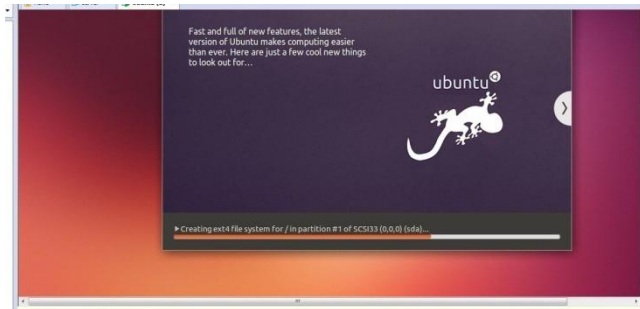 Fast and full of new features, the latest
version of Ubuntu makes computing easier
than ever. Here are just a few cool new things
to look out for...
ubuntu
▸Creating ext4 file system for / in partition #1 of SCSI33 (0,0,0) (sda)...